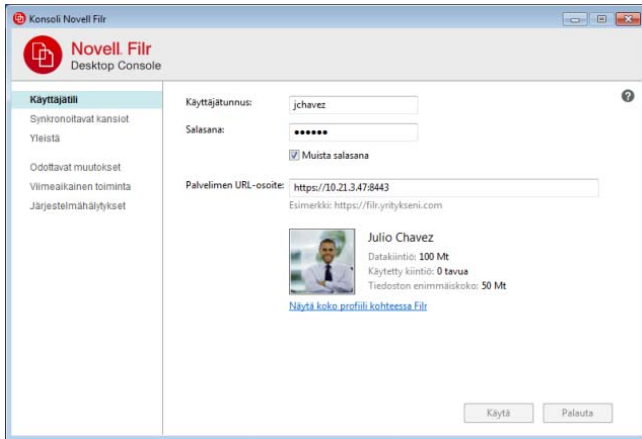 Konsoli Novell Filr
Novell. Filr
Desktop Console
Käyttäjätili
Synkronoitavat kansiot
Yleistä
Odottavat muutokset
Viimeaikainen toiminta
Järjestelmähälytykset
Käyttäjätunnus: jchavez
Salasana: ••••••
Muista salasana
Palvelimen URL-osoite: https://10.21.3.47:8443
Esimerkki: https://filr.yritykseni.com
Julio Chavez
Datakiintiö: 100 Mt
Käytetty kiintiö: 0 tavua
Tiedoston enimmäiskoko: 50 Mt
Näytä koko profiili kohteessa Filr
Käytä Palauta